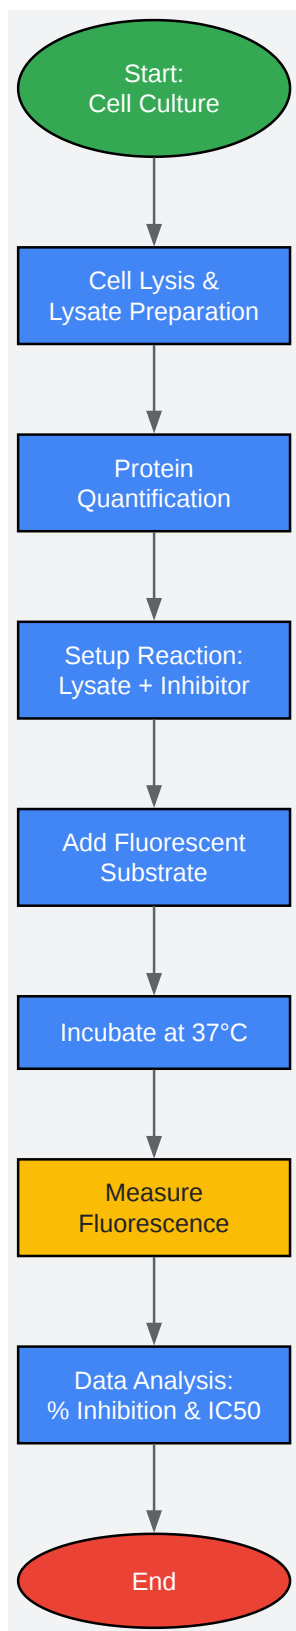 Start:
Cell Culture
Cell Lysis &
Lysate Preparation
Protein
Quantification
Setup Reaction:
Lysate + Inhibitor
Add Fluorescent
Substrate
Incubate at 37°C
Measure
Fluorescence
Data Analysis:
% Inhibition & IC50
End